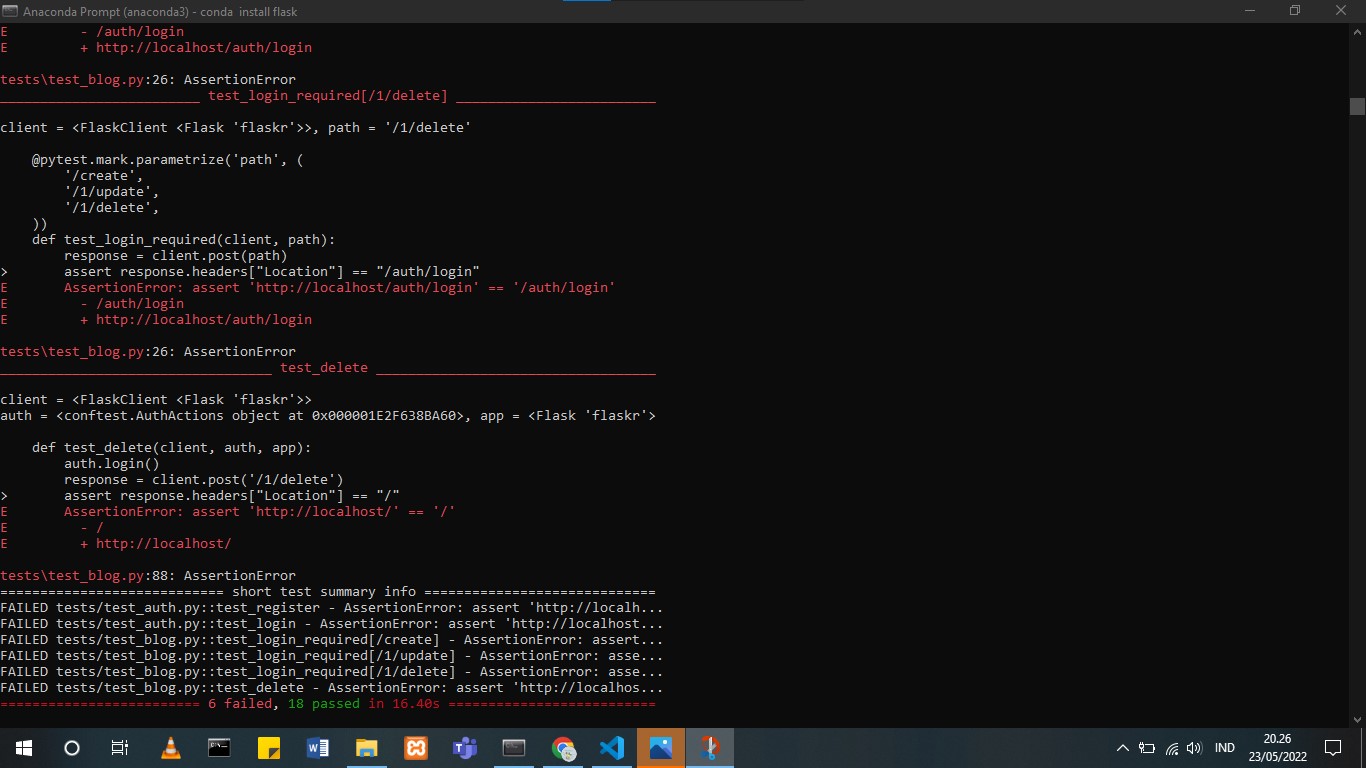 Anaconda Prompt (anaconda3) - conda  install flask
E         - /auth/login
E         + http://localhost/auth/login
tests\test_blog.py:26: AssertionError
_________________________ test_login_required[/1/delete] _________________________
client = <FlaskClient <Flask 'flaskr'>>, path = '/1/delete'
    @pytest.mark.parametrize('path', (
        '/create',
        '/1/update',
        '/1/delete',
    ))
    def test_login_required(client, path):
        response = client.post(path)
>       assert response.headers["Location"] == "/auth/login"
E       AssertionError: assert 'http://localhost/auth/login' == '/auth/login'
E         - /auth/login
E         + http://localhost/auth/login
tests\test_blog.py:26: AssertionError
__________________________________ test_delete ___________________________________
client = <FlaskClient <Flask 'flaskr'>>
auth = <conftest.AuthActions object at 0x000001E2F638BA60>, app = <Flask 'flaskr'>
    def test_delete(client, auth, app):
        auth.login()
        response = client.post('/1/delete')
>       assert response.headers["Location"] == "/"
E       AssertionError: assert 'http://localhost/' == '/'
E         - /
E         + http://localhost/
tests\test_blog.py:88: AssertionError
============================ short test summary info =============================
FAILED tests/test_auth.py::test_register - AssertionError: assert 'http://localh...
FAILED tests/test_auth.py::test_login - AssertionError: assert 'http://localhost...
FAILED tests/test_blog.py::test_login_required[/create] - AssertionError: assert...
FAILED tests/test_blog.py::test_login_required[/1/update] - AssertionError: asse...
FAILED tests/test_blog.py::test_login_required[/1/delete] - AssertionError: asse...
FAILED tests/test_blog.py::test_delete - AssertionError: assert 'http://localhos...
========================= 6 failed, 18 passed in 16.40s ==========================
IND
20.26
23/05/2022